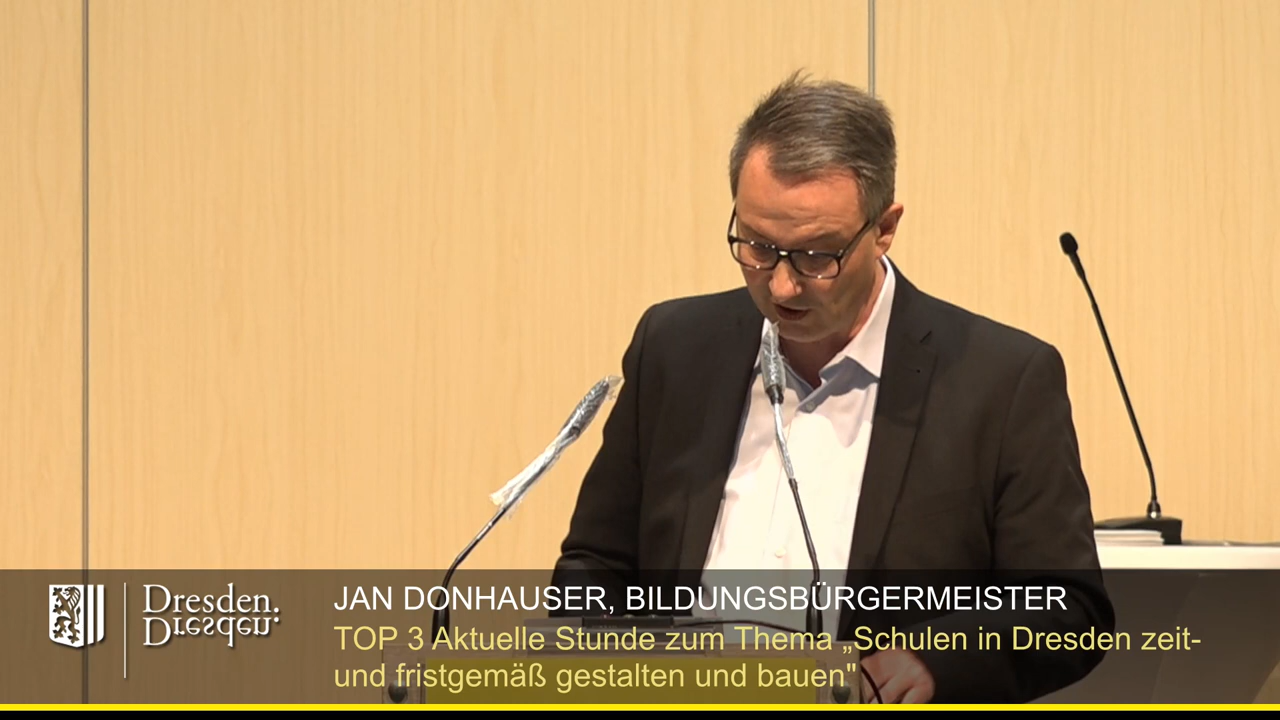 Dresden.
Dresden.
JAN DONHAUSER, BILDUNGSBÜRGERMEISTER
TOP 3 Aktuelle Stunde zum Thema „Schulen in Dresden zeit-
und fristgemäß gestalten und bauen"